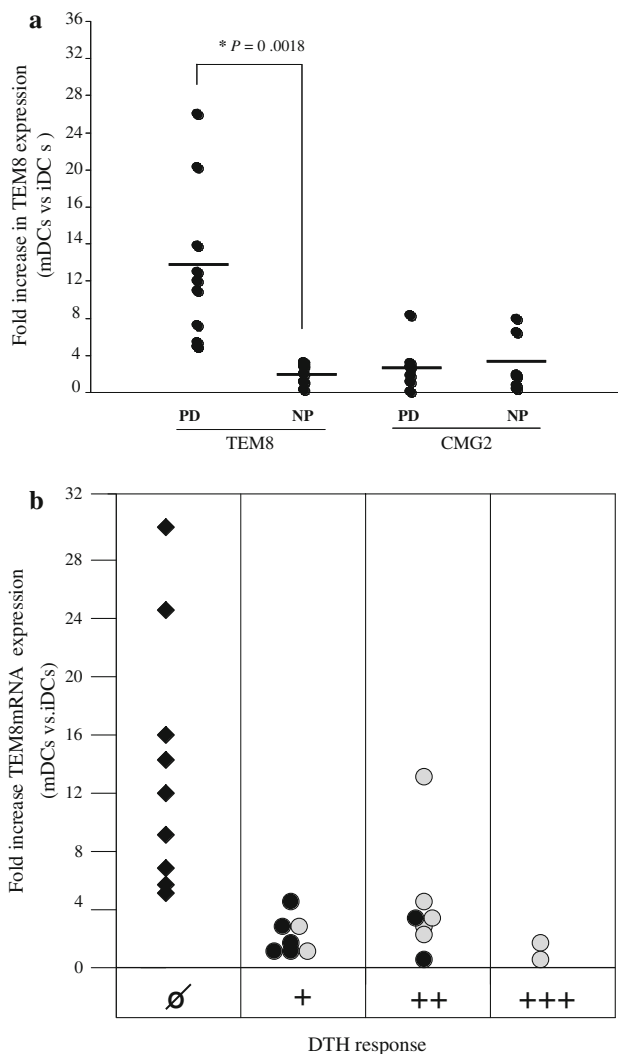 a
36
32
28
24
20
16
12
8
4
0
Fold increase in TEM8 expression
(mDCs vs iDC s )
* P = 0 .0018
PD NP PD NP
TEM8 CMG2
b
32
28
24
20
16
12
8
4
0
Fold increase TEM8mRNA expression
(mDCs vs.iDCs)
ø + ++ +++
DTH response